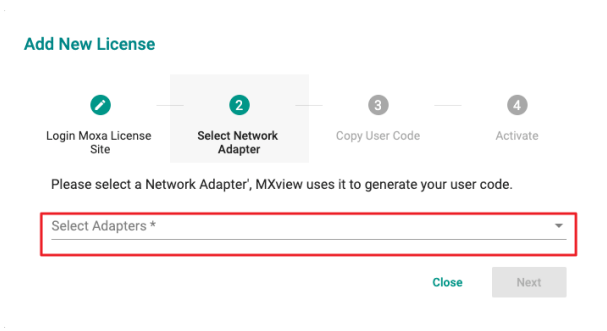 Add New License
2
3
4
Login Moxa License
Site
Select Network
Adapter
Copy User Code
Activate
Please select a Network Adapter', MXview uses it to generate your user code.
Select Adapters *
Close
Next